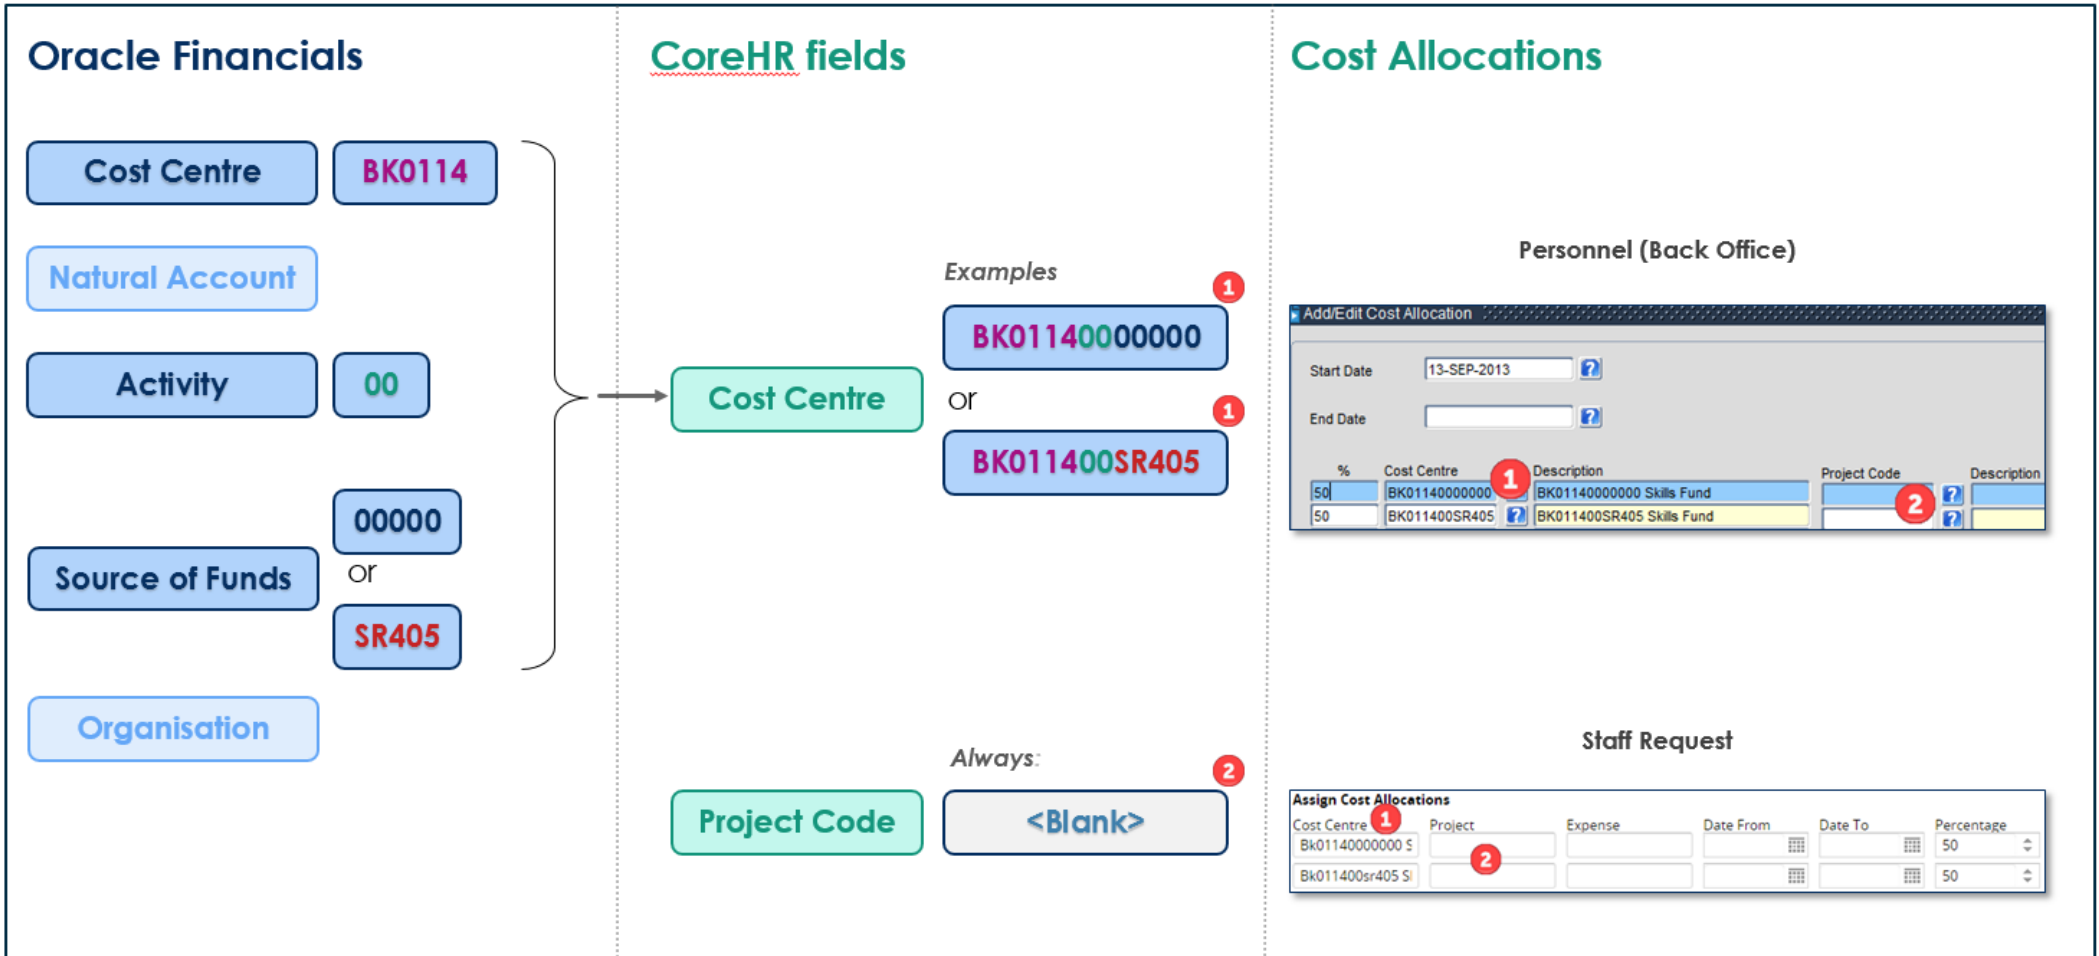 Oracle Financials
Cost Centre
BK0114
Natural Account
Activity
00
00000
or
Source of Funds
SR405
Organisation
CoreHR fields
Examples
1
BK01140000000
Cost Centre
or
1
BK011400SR405
Always:
2
Project Code
<Blank>
Cost Allocations
Personnel (Back Office)
Add/Edit Cost Allocation
Start Date
13-SEP-2013
?
End Date
?
% Cost Centre 1 Description Project Code Description
50 BK01140000000 BK01140000000 Skills Fund 2 ?
50 BK011400SR405 ? BK011400SR405 Skills Fund ?
Staff Request
Assign Cost Allocations
Cost Centre 1 Project Expense Date From Date To Percentage
Bk01140000000 S 2 50
Bk011400sr405 S 50